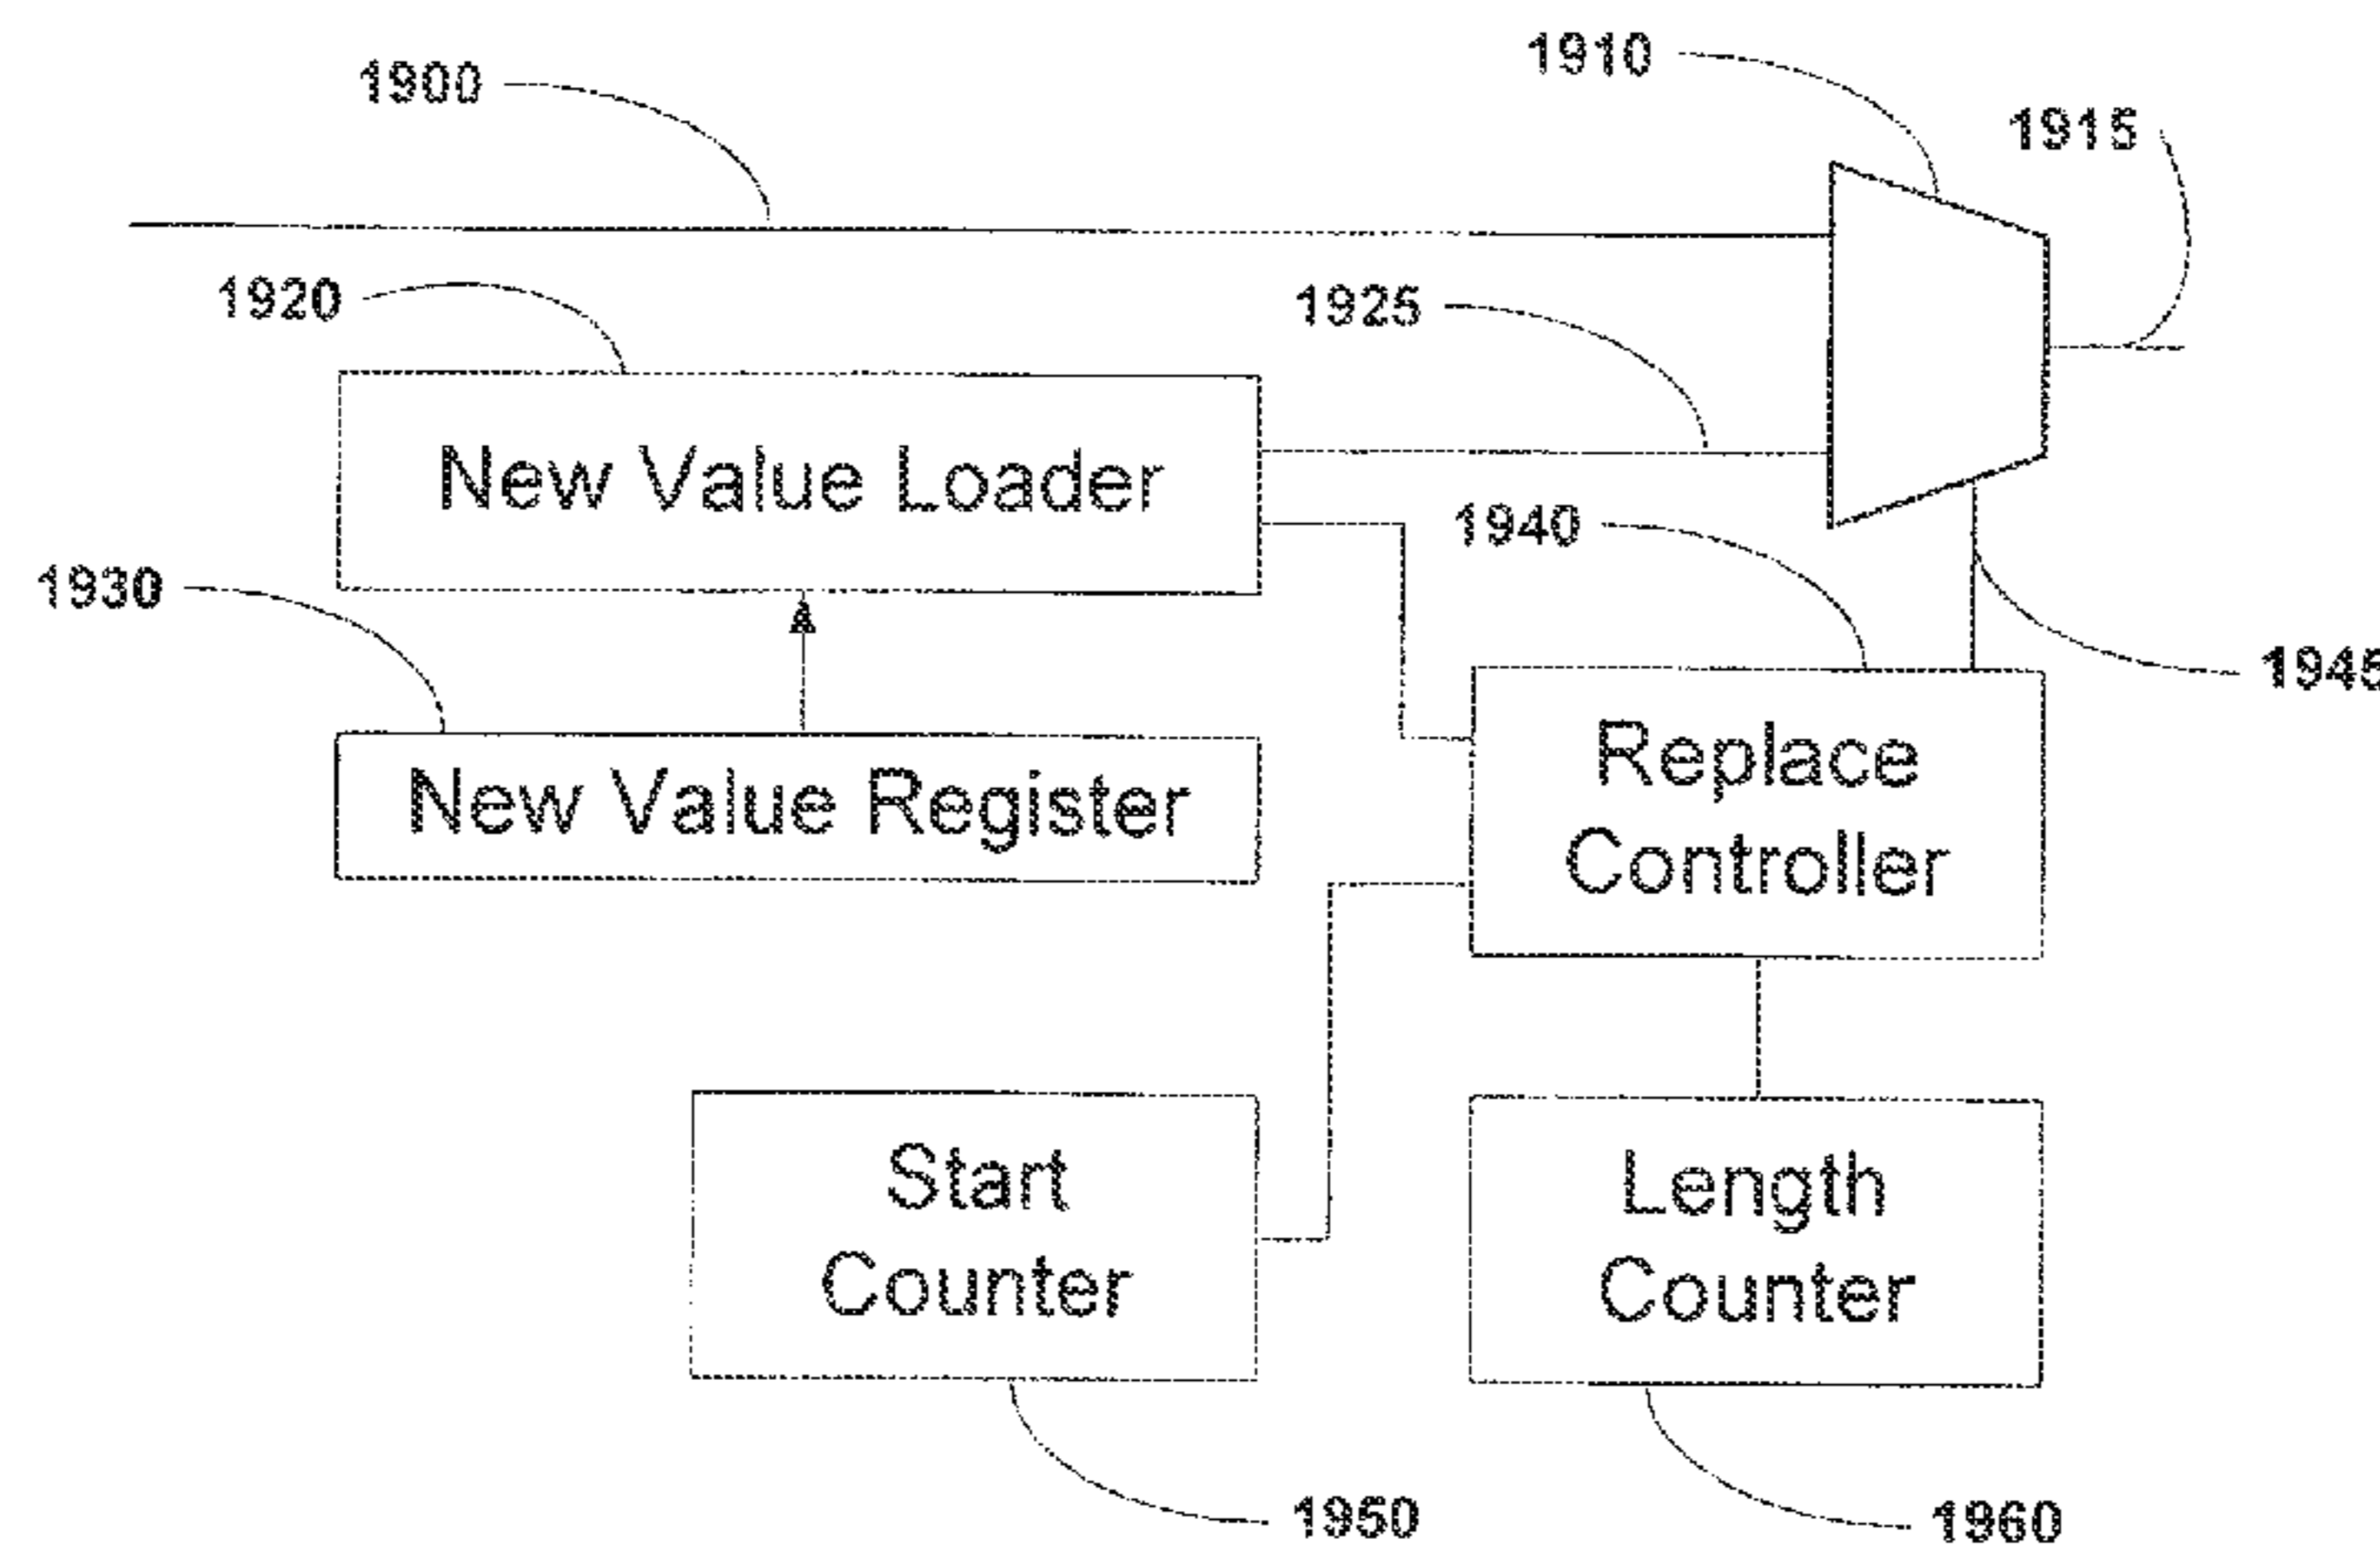 1900
1910
1915
1920
1925
New Value Loader
1940
1930
1945
New Value Register
Replace
Controller
Start
Counter
Length
Counter
1950
1960